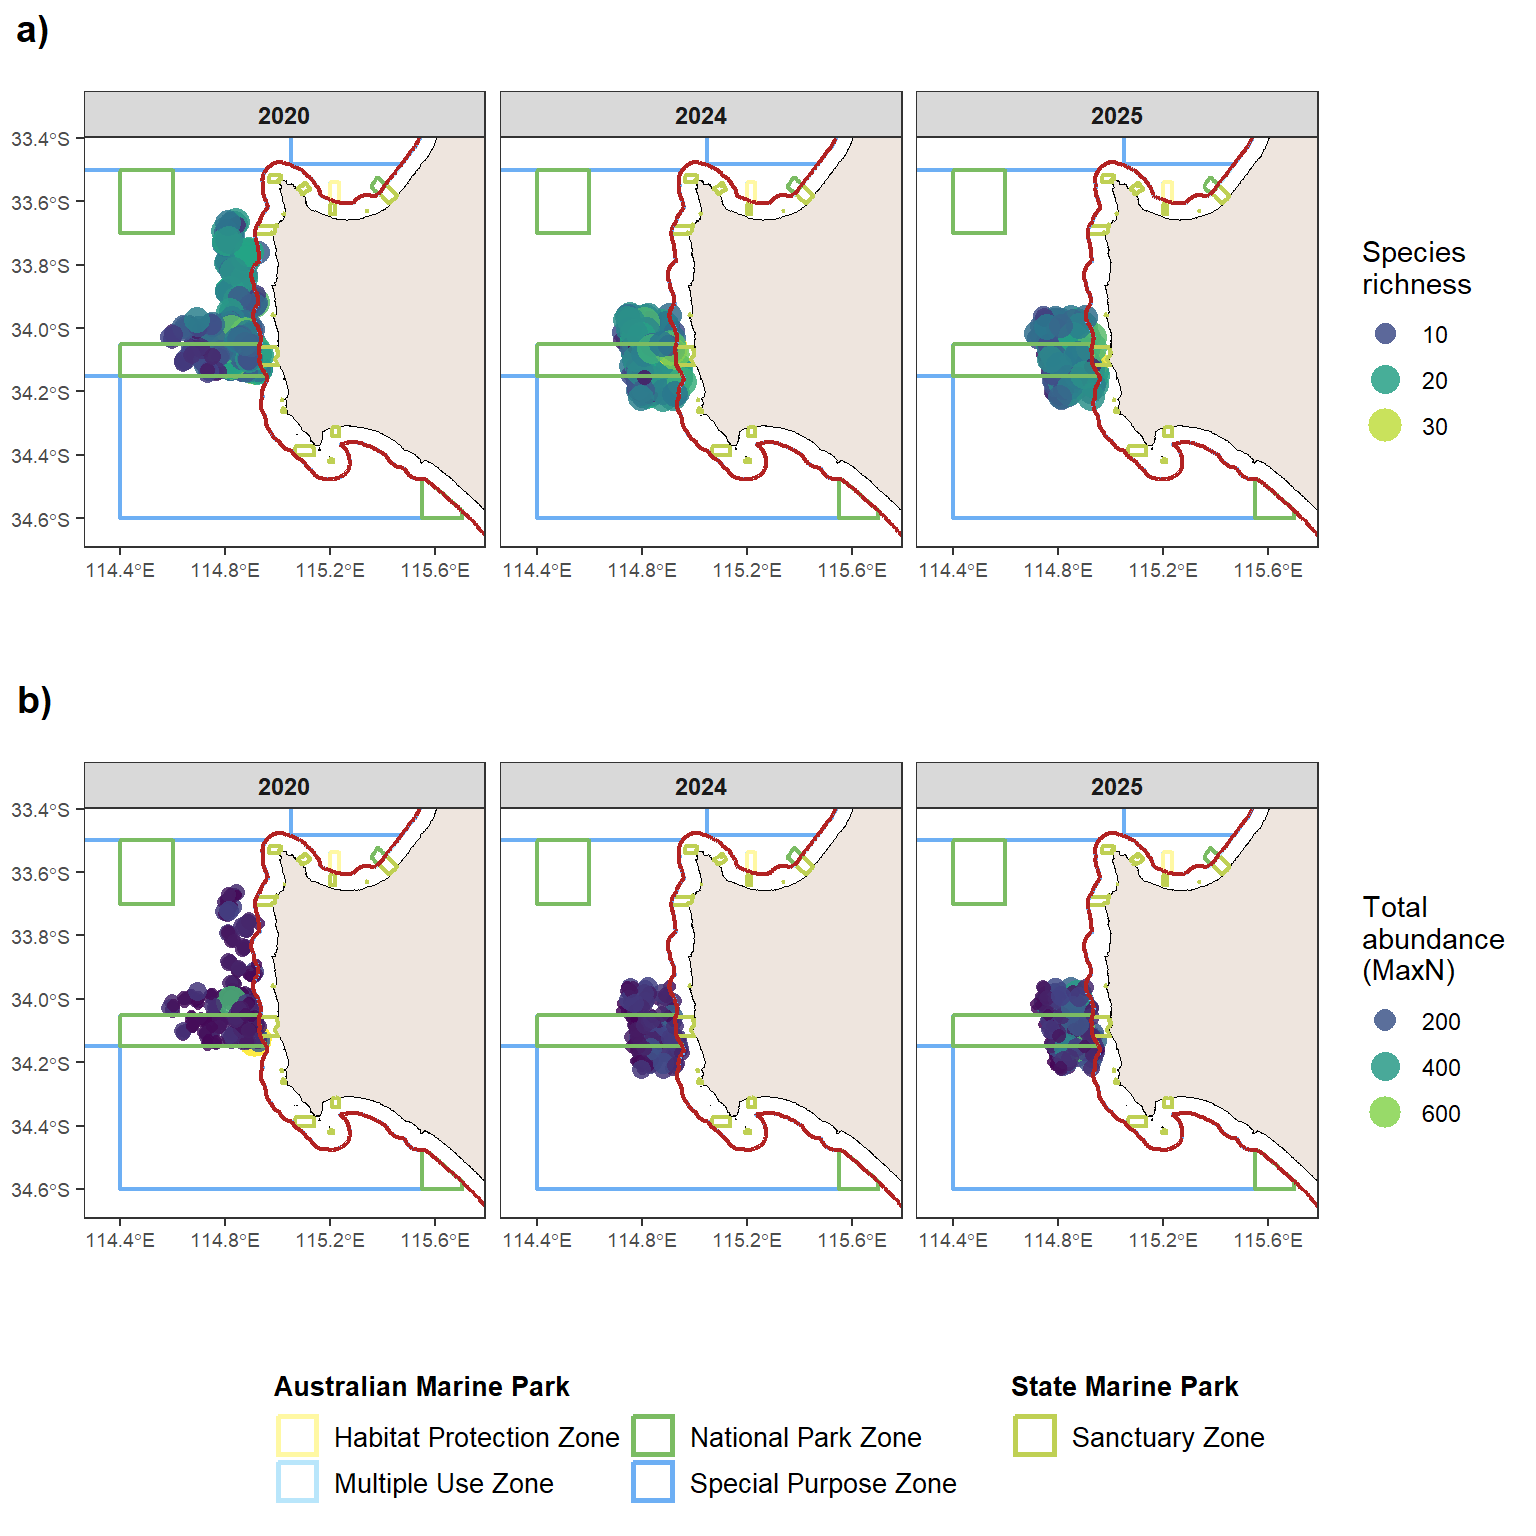 a)
2020
2024
2025
33.4°S
33.6°S
33.8°S
34.0°S
34.2°S
34.4°S
34.6°S
114.4°E 114.8°E 115.2°E 115.6°E
114.4°E 114.8°E 115.2°E 115.6°E
114.4°E 114.8°E 115.2°E 115.6°E
Species
richness
10
20
30
b)
2020
2024
2025
33.4°S
33.6°S
33.8°S
34.0°S
34.2°S
34.4°S
34.6°S
114.4°E 114.8°E 115.2°E 115.6°E
114.4°E 114.8°E 115.2°E 115.6°E
114.4°E 114.8°E 115.2°E 115.6°E
Total
abundance
(MaxN)
200
400
600
Australian Marine Park
Habitat Protection Zone
National Park Zone
Multiple Use Zone
Special Purpose Zone
State Marine Park
Sanctuary Zone